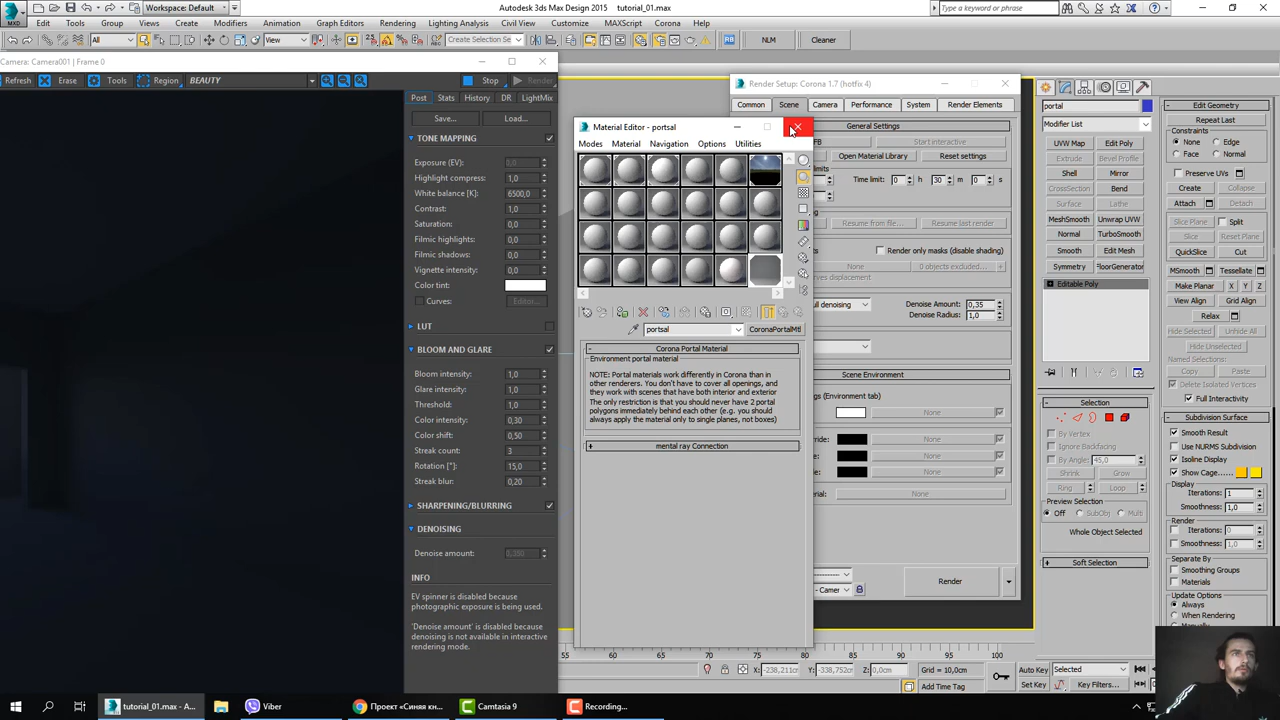 Workspace: Default
Autodesk 3ds Max Design 2015
tutorial_01.max
Type a keyword or phrase
MXD
Edit Tools Group Views Create Modifiers Animation Graph Editors Rendering Lighting Analysis Civil View Customize MAXScript Corona Help
All
View
Create Selection Se
NLM
Cleaner
Camera: Camera001 | Frame 0
Refresh Erase Tools Region BEAUTY Stop Render
Post Stats History DR LightMix
Save... Load...
TONE MAPPING
Exposure (EV): 0,0
Highlight compress: 1,0
White balance [K]: 6500,0
Contrast: 1,0
Saturation: 0,0
Filmic highlights: 0,0
Filmic shadows: 0,0
Vignette intensity: 0,0
Color tint:
Curves: Editor...
LUT
BLOOM AND GLARE
Bloom intensity: 1,0
Glare intensity: 1,0
Threshold: 1,0
Color intensity: 0,30
Color shift: 0,50
Streak count: 3
Rotation [°]: 15,0
Streak blur: 0,20
SHARPENING/BLURRING
DENOISING
Denoise amount:
INFO
EV spinner is disabled because
photographic exposure is being used.
'Denoise amount' is disabled because
denoising is not available in interactive
rendering mode.
Material Editor - portsal
Modes Material Navigation Options Utilities
portsal
CoronaPortalMtl
Corona Portal Material
Environment portal material
NOTE: Portal materials work differently in Corona than in
other renderers. You don't have to cover all openings, and
they work with scenes that have both interior and exterior
The only restriction is that you should never have 2 portal
polygons immediately behind each other (e.g. you should
always apply the material only to single planes, not boxes)
mental ray Connection
Render Setup: Corona 1.7 (hotfix 4)
Common Scene Camera Performance System Render Elements
General Settings
FB Start interactive
Open Material Library Reset settings
Time limit: 0 h 30 m 0 s
Resume from file... Resume last render
Render only masks (disable shading)
None 0 objects excluded...
curves displacement
ull denoising
Denoise Amount: 0,35
Denoise Radius: 1,0
Scene Environment
gs (Environment tab)
None
ride: None
e: None
e: None
terial: None
- Camer
Render
portal
Modifier List
UVW Map Edit Poly
Extrude Bevel Profile
Shell Mirror
CrossSection Bend
Surface Lathe
MeshSmooth Unwrap UVW
Normal TurboSmooth
Smooth Edit Mesh
Symmetry FloorGenerator
Editable Poly
Selection
By Vertex
Ignore Backfacing
By Angle: 45,0
Shrink Grow
Ring Loop
Preview Selection
Off SubObj Multi
Whole Object Selected
Soft Selection
Edit Geometry
Repeat Last
Constraints
None Edge
Face Normal
Preserve UVs
Create Collapse
Attach Detach
Slice Plane Split
Slice Reset Plane
QuickSlice Cut
MSmooth Tessellate
Make Planar X Y Z
View Align Grid Align
Relax
Hide Selected Unhide All
Hide Unselected
Named Selections:
Copy Paste
Delete Isolated Vertices
Full Interactivity
Subdivision Surface
Smooth Result
Use NURMS Subdivision
Isoline Display
Show Cage......
Display
Iterations: 1
Smoothness: 1,0
Render
Iterations: 0
Smoothness: 1,0
Separate By
Smoothing Groups
Materials
Update Options
Always
When Rendering
55 60 65 70 75 80 85 90 95 100
X: -238,211cm Y: -338,752cm Z: 0,0cm Grid = 10,0cm
Add Time Tag
Auto Key Selected
Set Key Key Filters...
tutorial_01.max - A...
Viber
Проект «Синяя кн...
Camtasia 9
Recording...